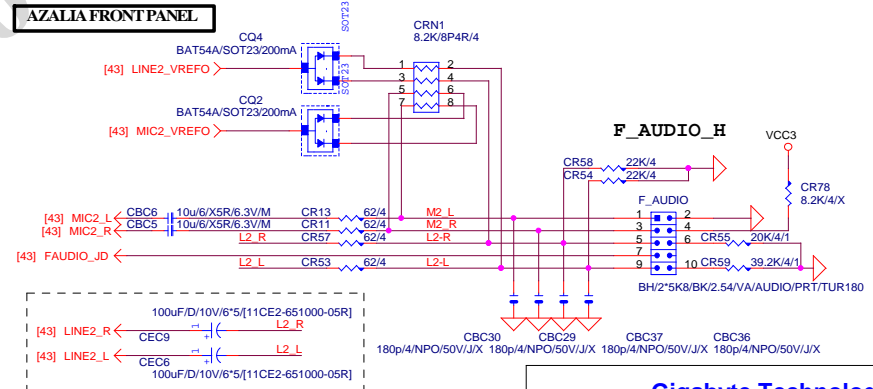 AZALIA FRONT PANEL
SOT23
CQ4
BAT54A/SOT23/200mA
[43] LINE2_VREFO
CRN1
8.2K/8P4R/4
1 2
3 4
5 6
7 8
SOT23
CQ2
BAT54A/SOT23/200mA
[43] MIC2_VREFO
F_AUDIO_H
VCC3
CR58 22K/4
CR54 22K/4
CR78
8.2K/4/X
F_AUDIO
[43] MIC2_L CBC6 10u/6/X5R/6.3V/M CR13 62/4 M2_L 1 2
[43] MIC2_R CBC5 10u/6/X5R/6.3V/M CR11 62/4 M2_R 3 4
L2_R CR57 62/4 L2-R 5 6 CR55 20K/4/1
[43] FAUDIO_JD 7
L2_L CR53 62/4 L2-L 9 10 CR59 39.2K/4/1
BH/2*5K8/BK/2.54/VA/AUDIO/PRT/TUR180
100uF/D/10V/6*5/[11CE2-651000-05R]
[43] LINE2_R 1 + L2_R
CEC9
[43] LINE2_L 1 + L2_L
CEC6
100uF/D/10V/6*5/[11CE2-651000-05R]
CBC30 CBC29 CBC37 CBC36
180p/4/NPO/50V/J/X 180p/4/NPO/50V/J/X 180p/4/NPO/50V/J/X 180p/4/NPO/50V/J/X